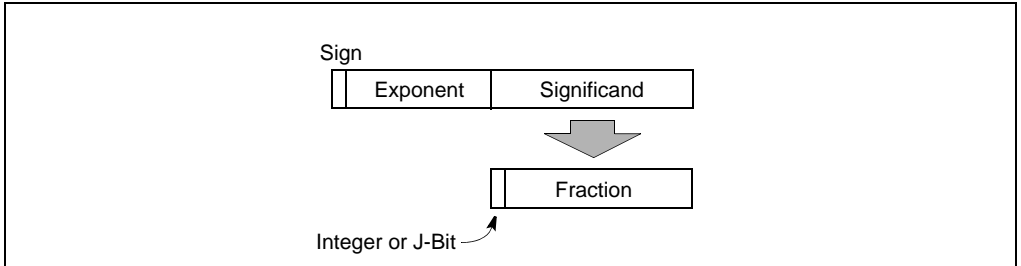 Sign
Exponent Significand
Fraction
Integer or J-Bit